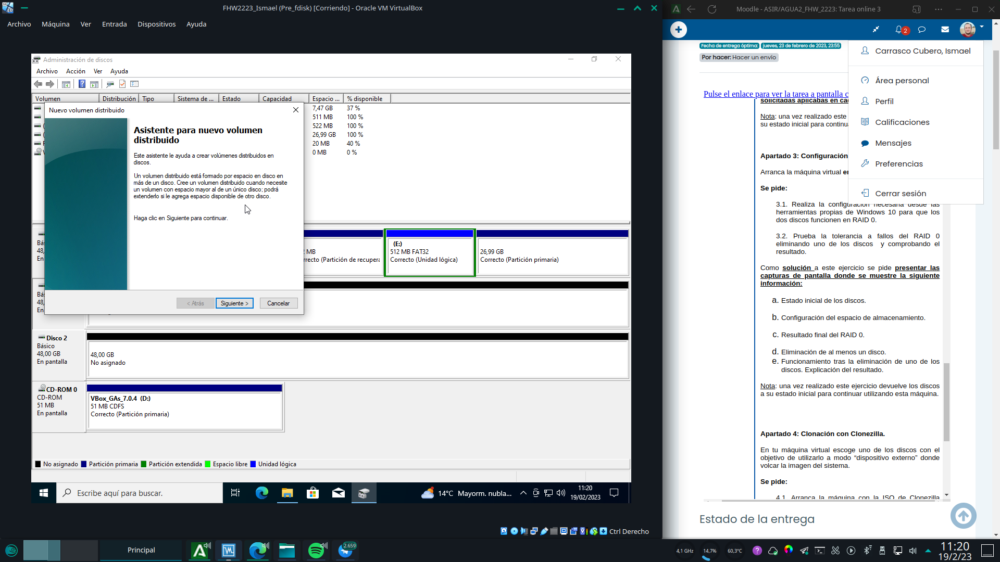 FHW2223_Ismael (Pre_fdisk) [Corriendo] - Oracle VM VirtualBox
Archivo Máquina Ver Entrada Dispositivos Ayuda
Administración de discos
Archivo Acción Ver Ayuda
Volumen Distribución Tipo Sistema de ... Estado Capacidad Espacio ... % disponible
7,47 GB 37 %
511 MB 100 %
522 MB 100 %
26,99 GB 100 %
20 MB 40 %
0 MB 0 %
Nuevo volumen distribuido
Asistente para nuevo volumen
distribuido
Este asistente le ayuda a crear volúmenes distribuidos en
discos.
Un volumen distribuido está formado por espacio en disco en
más de un disco. Cree un volumen distribuido cuando necesite
un volumen con espacio mayor al de un único disco; podrá
extenderlo si le agrega espacio disponible de otro disco.
Haga clic en Siguiente para continuar.
< Atrás Siguiente > Cancelar
Bás
48,
En
MB
recto (Partición de recupera
(E:)
512 MB FAT32
Correcto (Unidad lógica)
26,99 GB
Correcto (Partición primaria)
Bás
48,
En
Disco 2
Básico
48,00 GB
En pantalla
48,00 GB
No asignado
CD-ROM 0
CD-ROM
51 MB
En pantalla
VBox_GAs_7.0.4 (D:)
51 MB CDFS
Correcto (Partición primaria)
No asignado Partición primaria Partición extendida Espacio libre Unidad lógica
Escribe aquí para buscar.
14°C Mayorm. nubla...
11:20
19/02/2023
Ctrl Derecho
Moodle - ASIR/AGUA2_FHW_2223: Tarea online 3
2
Fecha de entrega óptima: jueves, 23 de febrero de 2023, 23:55
Por hacer: Hacer un envío
Carrasco Cubero, Ismael
Área personal
Perfil
Calificaciones
Mensajes
Preferencias
Cerrar sesión
Pulse el enlace para ver la tarea a pantalla c
solicitadas aplicadas en ca
Nota: una vez realizado este
su estado inicial para continua
Apartado 3: Configuración
Arranca la máquina virtual
Se pide:
3.1. Realiza la configuración necesaria desde las
herramientas propias de Windows 10 para que los
dos discos funcionen en RAID 0.
3.2. Prueba la tolerancia a fallos del RAID 0
eliminando uno de los discos y comprobando el
resultado.
Como solución a este ejercicio se pide presentar las
capturas de pantalla donde se muestre la siguiente
información:
a. Estado inicial de los discos.
b. Configuración del espacio de almacenamiento.
c. Resultado final del RAID 0.
d. Eliminación de al menos un disco.
e. Funcionamiento tras la eliminación de uno de los
discos. Explicación del resultado.
Nota: una vez realizado este ejercicio devuelve los discos
a su estado inicial para continuar utilizando esta máquina.
Apartado 4: Clonación con Clonezilla.
En tu máquina virtual escoge uno de los discos con el
objetivo de utilizarlo a modo “dispositivo externo” donde
volcar la imagen del sistema.
Se pide:
4.1. Arranca la máquina con la ISO de Clonezilla
Estado de la entrega
Principal
2.659
4,1 GHz 14,7% 60,3°C
11:20
19/2/23